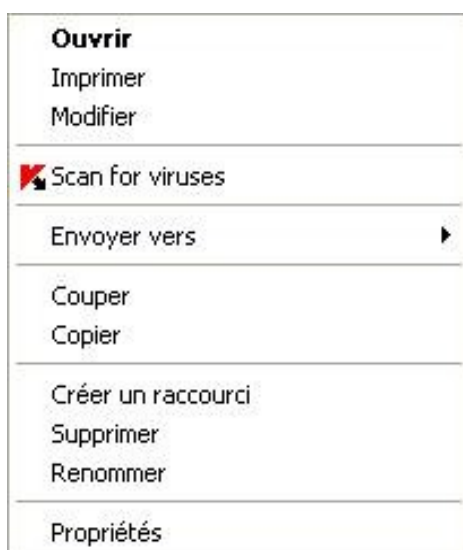 Ouvrir
Imprimer
Modifier
Scan for viruses
Envoyer vers
Couper
Copier
Créer un raccourci
Supprimer
Renommer
Propriétés